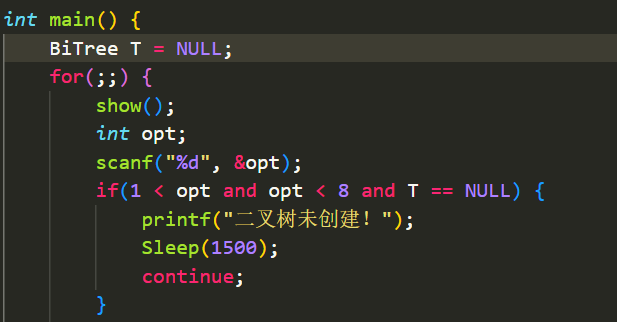 int main() {
    BiTree T = NULL;
    for(;;) {
        show();
        int opt;
        scanf("%d", &opt);
        if(1 < opt and opt < 8 and T == NULL) {
            printf("二叉树未创建！");
            Sleep(1500);
            continue;
        }